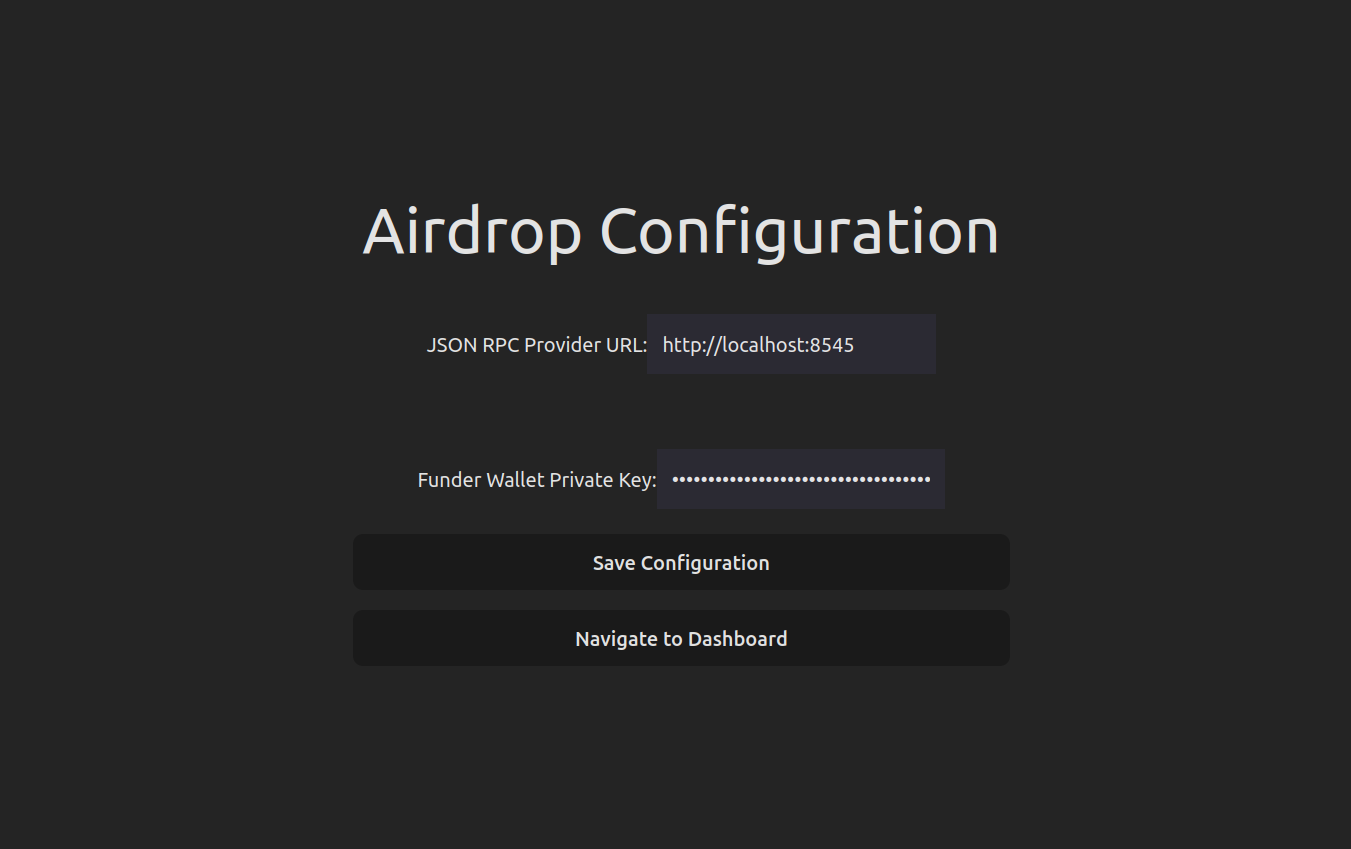 Airdrop Configuration
JSON RPC Provider URL: http://localhost:8545
Funder Wallet Private Key: ••••••••••••••••••••••••••••••••••••
Save Configuration
Navigate to Dashboard